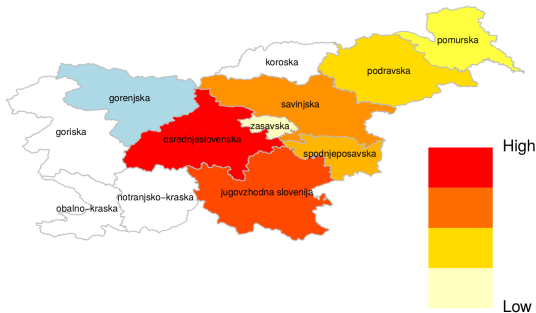 pomurska
koroska
podravska
gorenjska
savinjska
zasavska
goriska
osrednjeslovenska
spodnjeposavska
High
jugovzhodna slovenija
notranjsko-kraska
obalno-kraska
Low